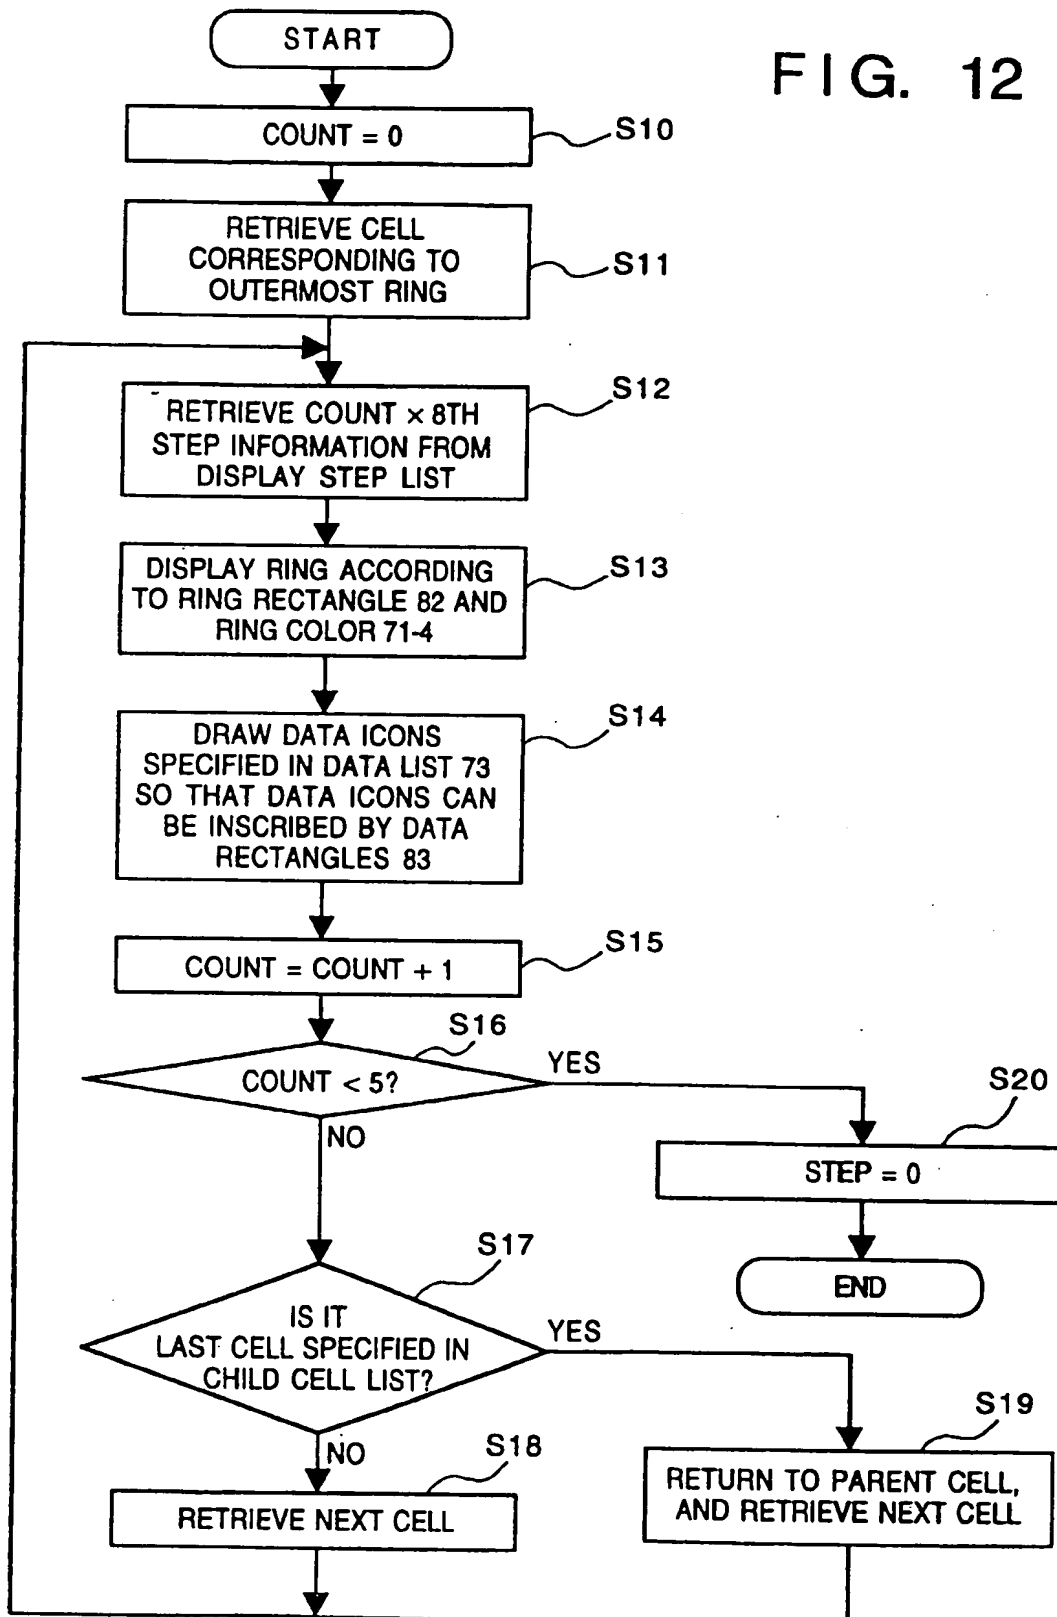 START
FIG. 12
COUNT = 0
S10
RETRIEVE CELL
CORRESPONDING TO
OUTERMOST RING
S11
RETRIEVE COUNT × 8TH
STEP INFORMATION FROM
DISPLAY STEP LIST
S12
DISPLAY RING ACCORDING
TO RING RECTANGLE 82 AND
RING COLOR 71-4
S13
DRAW DATA ICONS
SPECIFIED IN DATA LIST 73
SO THAT DATA ICONS CAN
BE INSCRIBED BY DATA
RECTANGLES 83
S14
COUNT = COUNT + 1
S15
COUNT < 5?
S16
YES
NO
STEP = 0
S20
END
IS IT
LAST CELL SPECIFIED IN
CHILD CELL LIST?
S17
YES
NO
RETRIEVE NEXT CELL
S18
RETURN TO PARENT CELL,
AND RETRIEVE NEXT CELL
S19